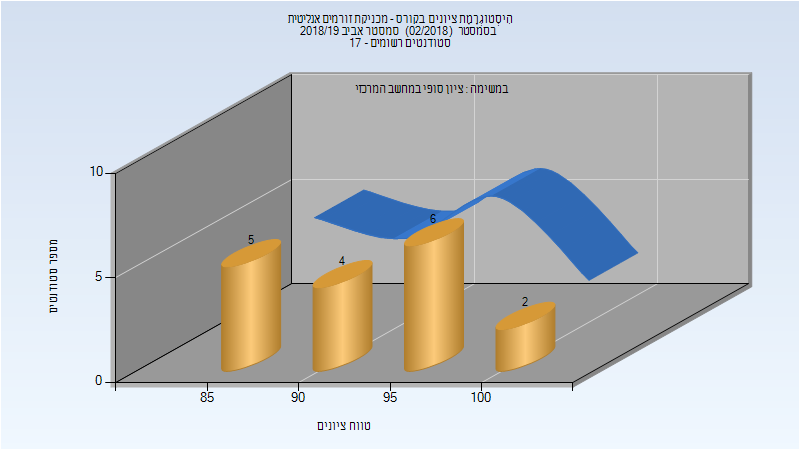 היסטוגרמת ציונים בקורס - מכניקת זורמים אנליטית
בסמסטר (02/2018) סמסטר אביב 2018/19
סטודנטים רשומים - 17
במשימה : ציון סופי במחשב המרכזי
מספר סטודנטים
10
5
0
5
4
6
2
85
90
95
100
טווח ציונים